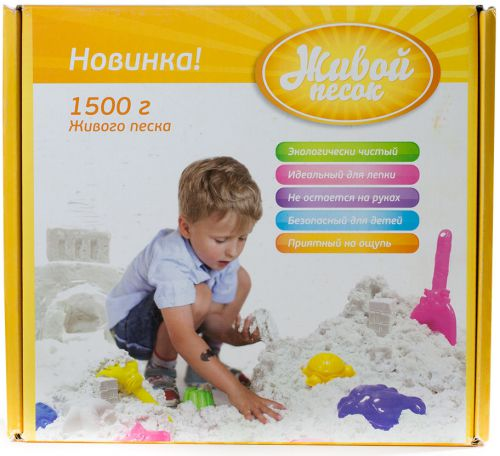 Новинка!
Живой
песок
1500 г
Живого песка
Экологически чистый
Идеальный для лепки
Не остается на руках
Безопасный для детей
Приятный на ощупь